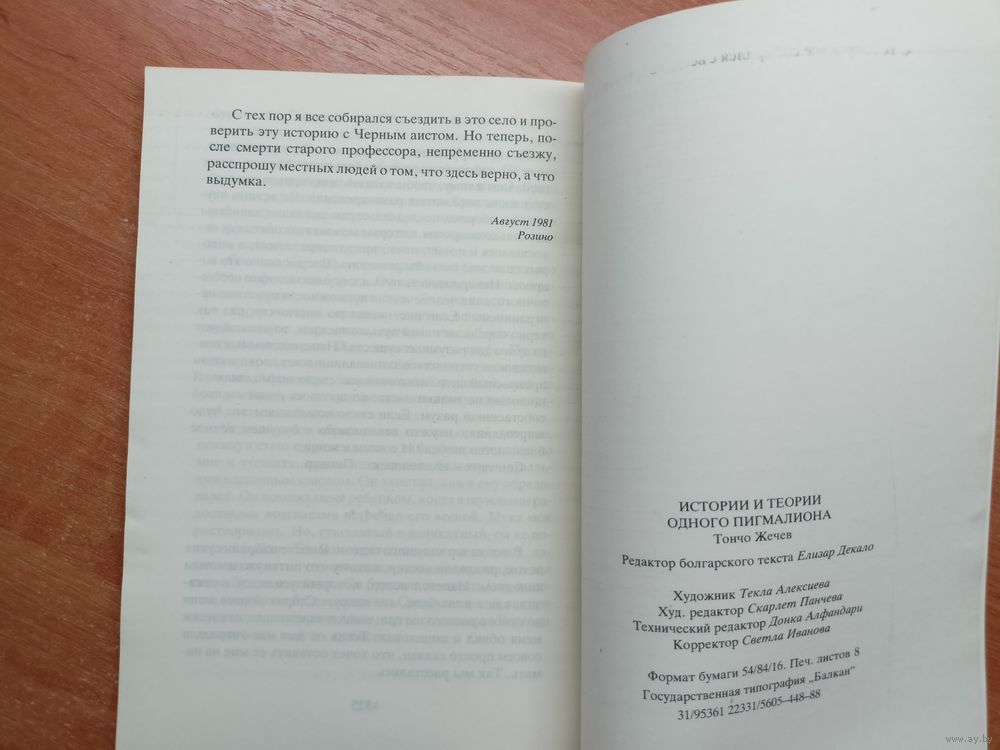 С тех пор я все собирался съездить в это село и про-
верить эту историю с Черным аистом. Но теперь, по-
сле смерти старого профессора, непременно съезжу,
расспрошу местных людей о том, что здесь верно, а что
выдумка.
Август 1981
Розино
ИСТОРИИ И ТЕОРИИ
ОДНОГО ПИГМАЛИОНА
Тончо Жечев
Редактор болгарского текста Елизар Декало
Художник Текла Алексиева
Худ. редактор Скарлет Панчева
Технический редактор Донка Алфандари
Корректор Светла Иванова
Формат бумаги 54/84/16. Печ. листов 8
Государственная типография „Балкан“
31/95361 22331/5605–448–88
www.ay.by